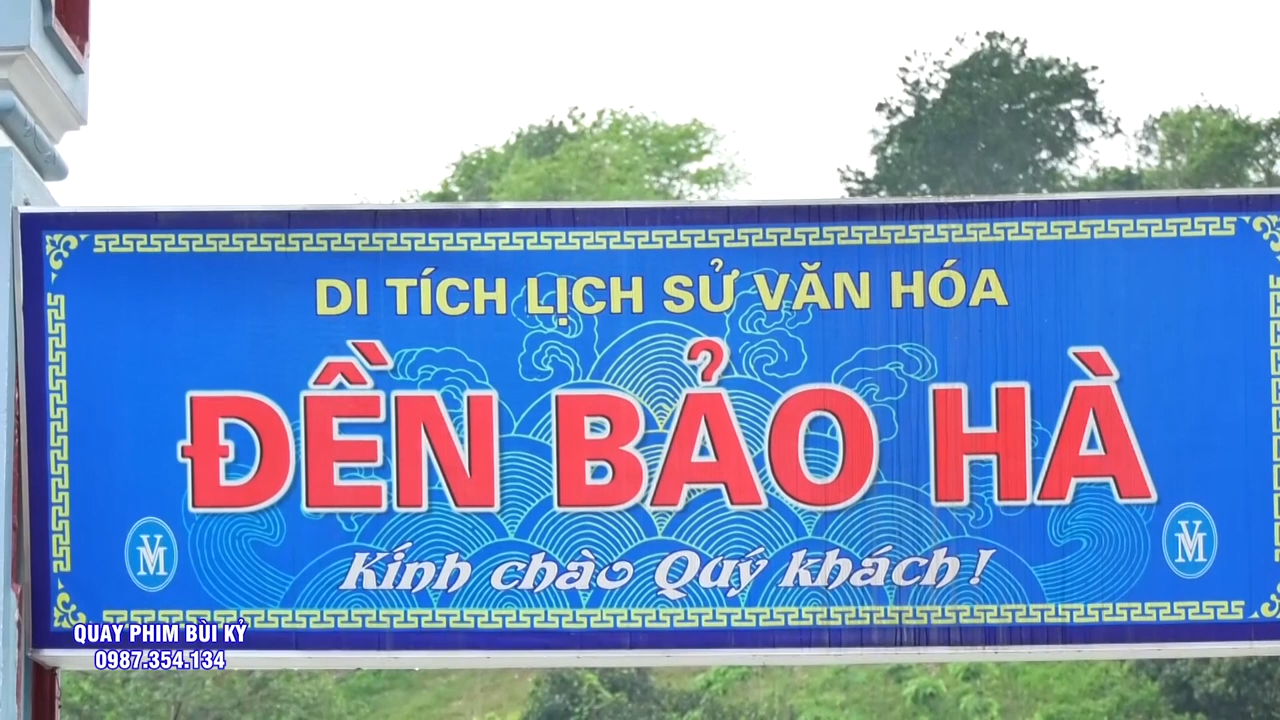 DI TÍCH LỊCH SỬ VĂN HÓA
ĐỀN BẢO HÀ
Kính chào Quý khách!
QUAY PHIM BÙI KỶ
0987.354.134